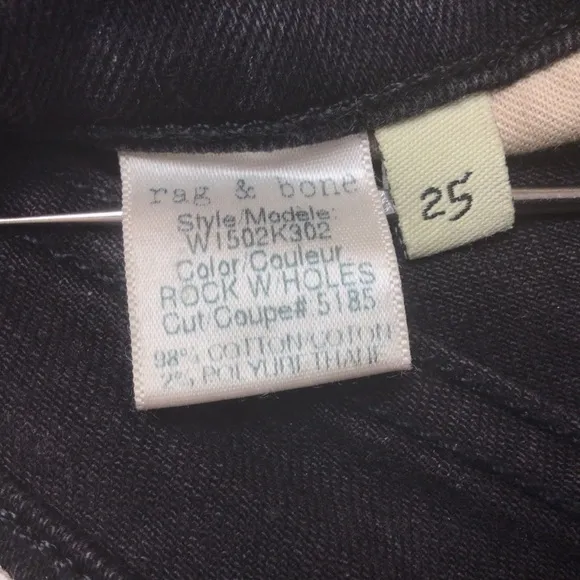 rag & bone
Style/Modele:
W1502K302
Color/Couleur
ROCK W/HOLES
Cut/Coupe# 5185
98% COTTON/COTON
2% POLYURETHANE
25